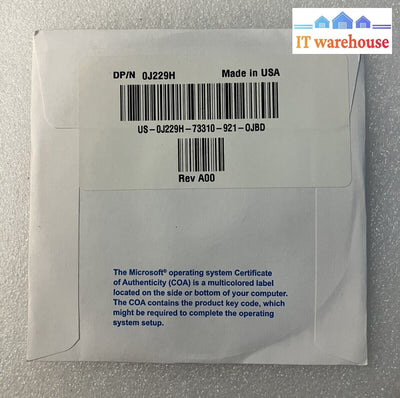 IT warehouse
DP/N 0J229H Made in USA
US-0J229H-73310-921-0JBD
Rev A00
The Microsoft® operating system Certificate
of Authenticity (COA) is a multicolored label
located on the side or bottom of your computer.
The COA contains the product key code, which
might be required to complete the operating
system setup.